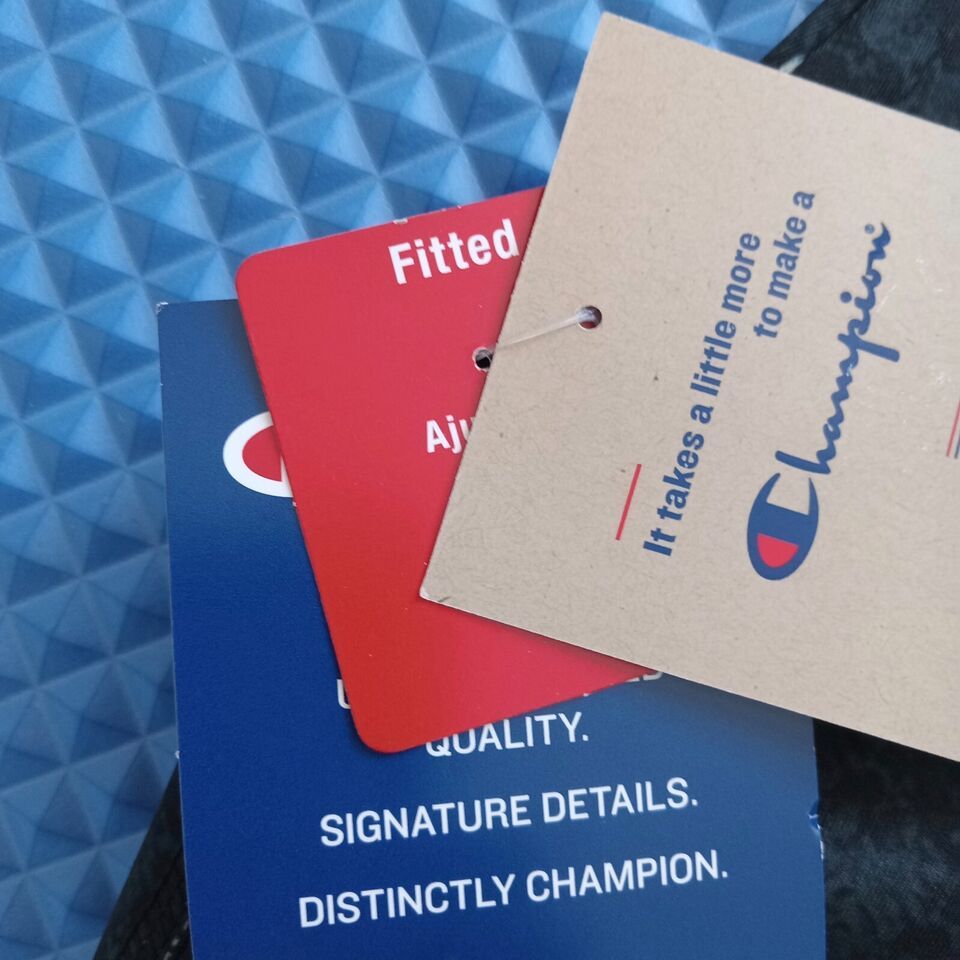 Fitted
It takes a little more
to make a
Champion
QUALITY.
SIGNATURE DETAILS.
DISTINCTLY CHAMPION.